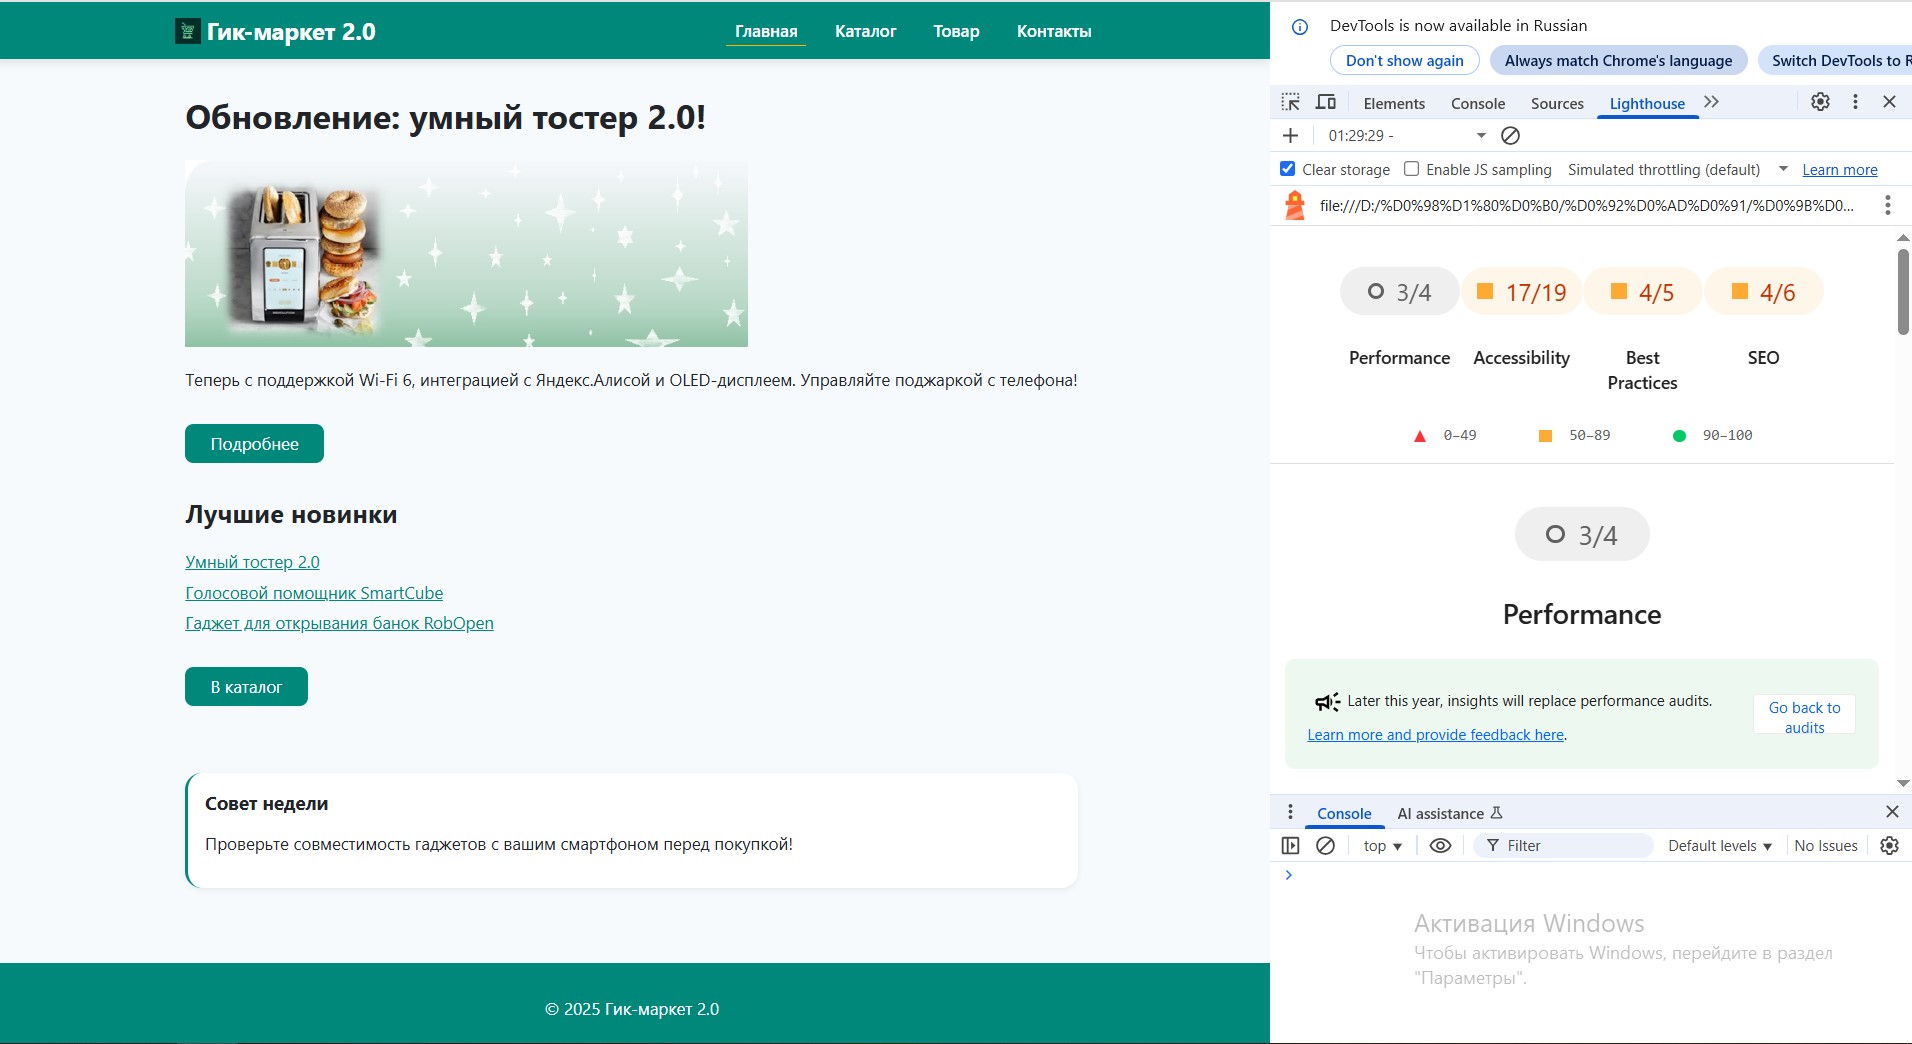 Гик-маркет 2.0
Главная Каталог Товар Контакты
Обновление: умный тостер 2.0!
Теперь с поддержкой Wi-Fi 6, интеграцией с Яндекс.Алисой и OLED-дисплеем. Управляйте поджаркой с телефона!
Подробнее
Лучшие новинки
Умный тостер 2.0
Голосовой помощник SmartCube
Гаджет для открывания банок RobOpen
В каталог
Совет недели
Проверьте совместимость гаджетов с вашим смартфоном перед покупкой!
© 2025 Гик-маркет 2.0
DevTools is now available in Russian
Don't show again Always match Chrome's language Switch DevTools to R
Elements Console Sources Lighthouse
01:29:29 -
Clear storage Enable JS sampling Simulated throttling (default) Learn more
file:///D:/%D0%98%D1%80%D0%B0/%D0%92%D0%AD%D0%91/%D0%9B%D0...
3/4 17/19 4/5 4/6
Performance Accessibility Best Practices SEO
0–49 50–89 90–100
3/4
Performance
Later this year, insights will replace performance audits.
Learn more and provide feedback here.
Go back to audits
Console AI assistance
top Filter Default levels No Issues
Активация Windows
Чтобы активировать Windows, перейдите в раздел
"Параметры".